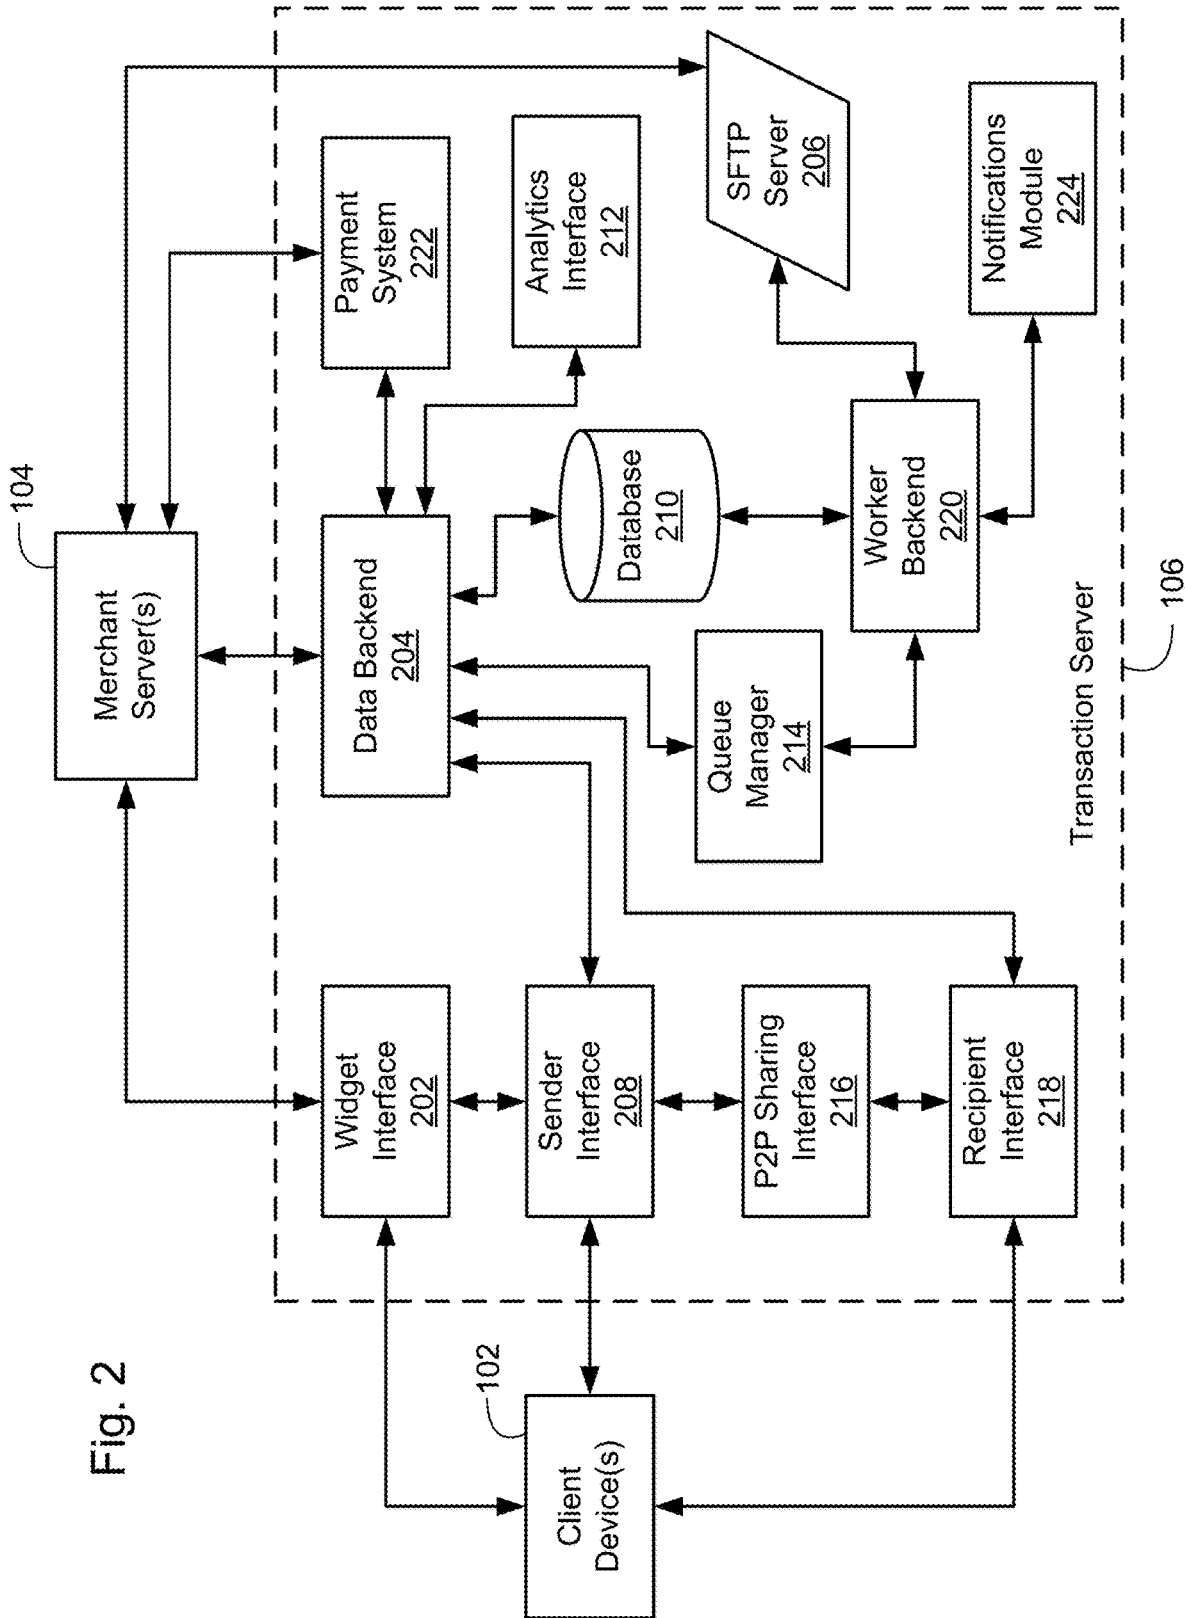 Fig. 2
104
Merchant
Server(s)
102
Client
Device(s)
Widget
Interface
202
Data Backend
204
Payment
System
222
Sender
Interface
208
Analytics
Interface
212
Database
210
P2P Sharing
Interface
216
Queue
Manager
214
SFTP
Server
206
Recipient
Interface
218
Worker
Backend
220
Notifications
Module
224
Transaction Server
106